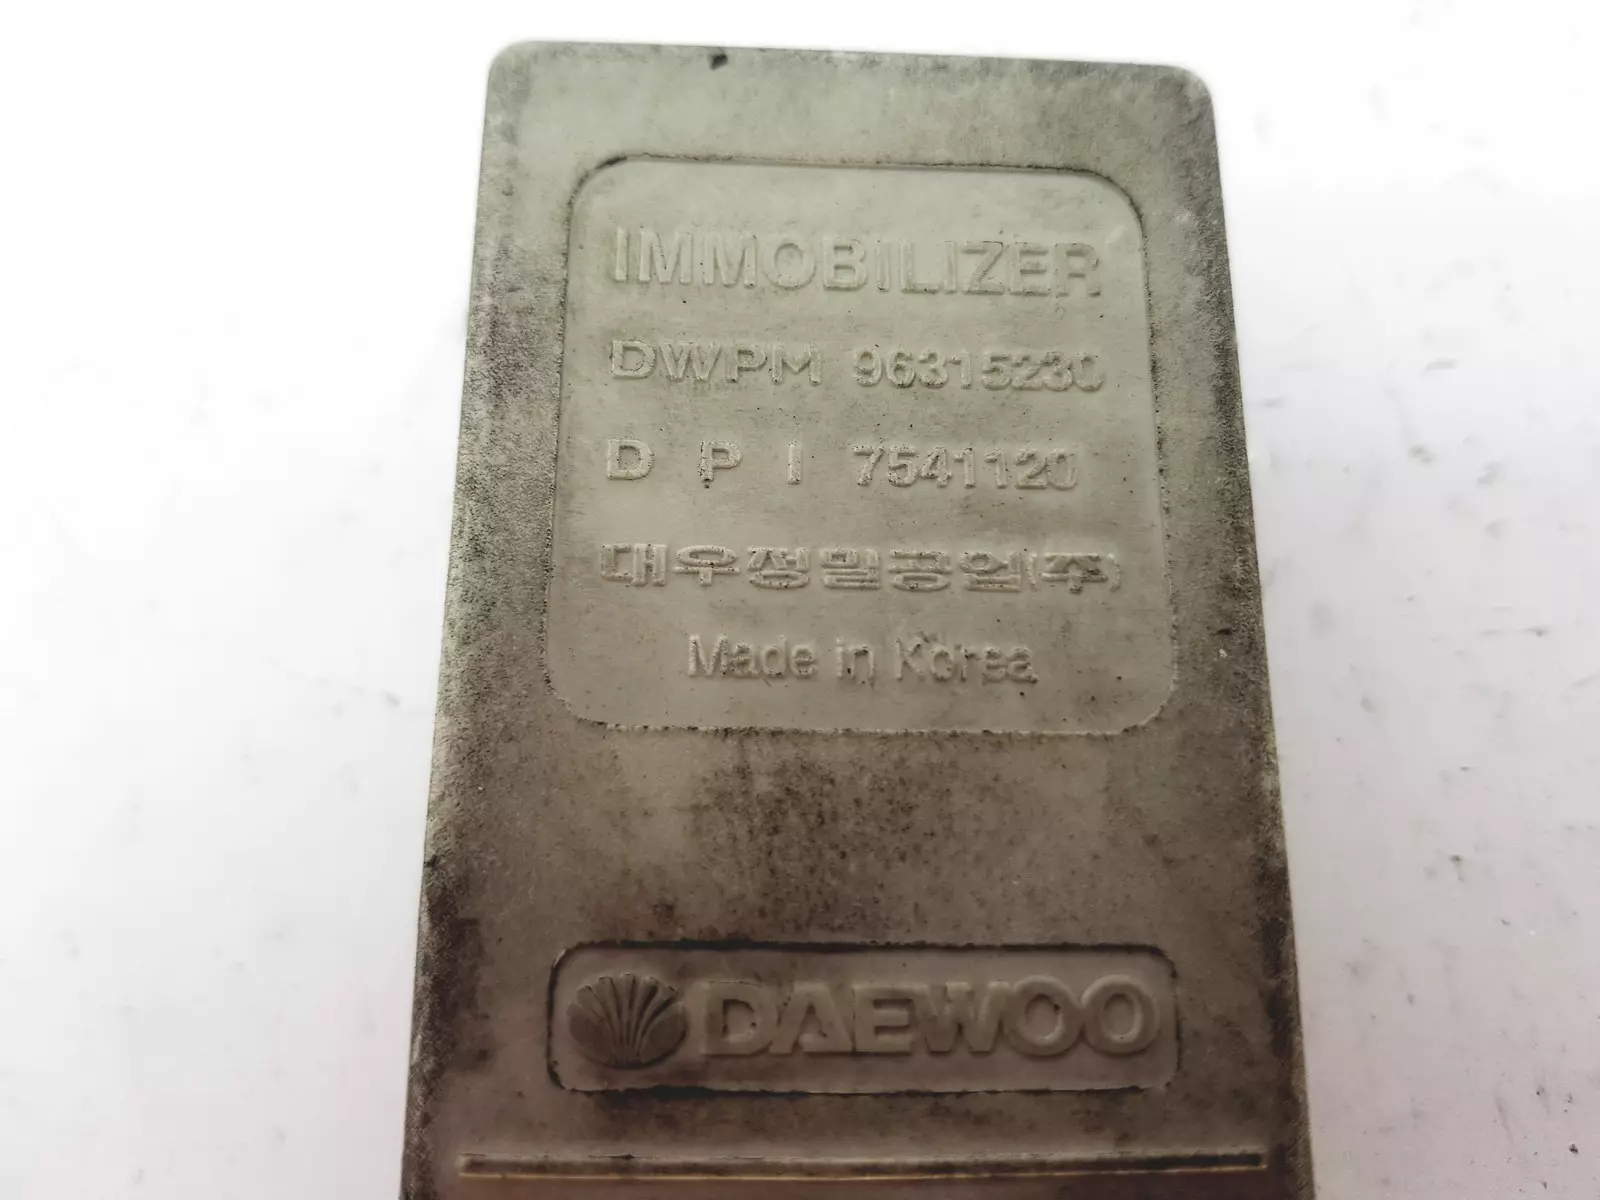 IMMOBILIZER
DWPM 96315230
D P I 7541120
대우정밀공업(주)
Made in Korea
DAEWOO